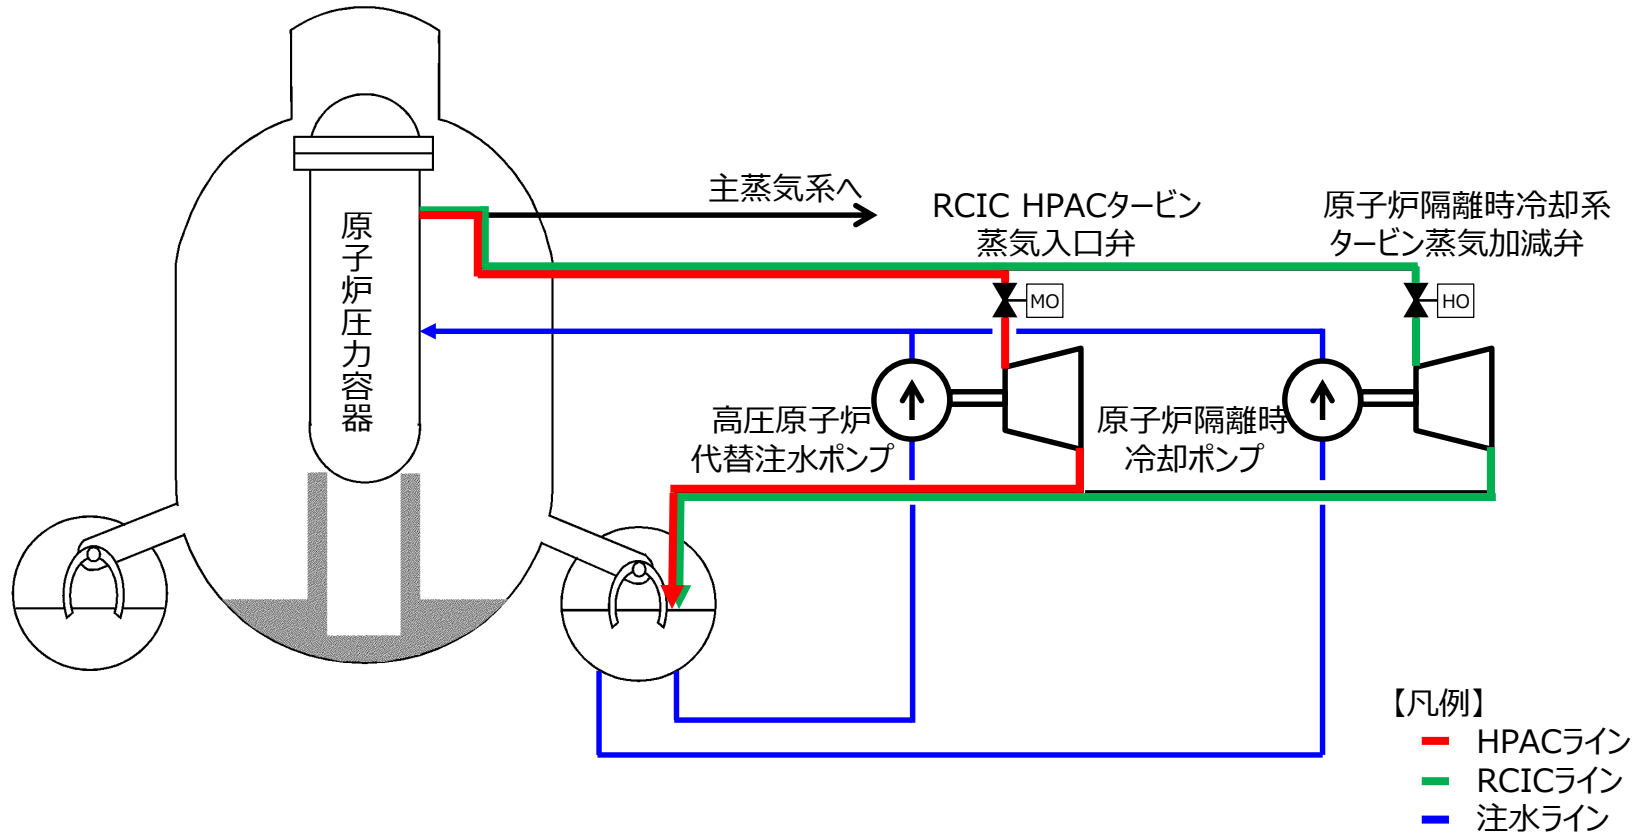 主蒸気系へ
RCIC HPACタービン
蒸気入口弁
原子炉隔離時冷却系
タービン蒸気加減弁
原子炉圧力容器
MO
HO
高圧原子炉
代替注水ポンプ
原子炉隔離時
冷却ポンプ
【凡例】
HPACライン
RCICライン
注水ライン